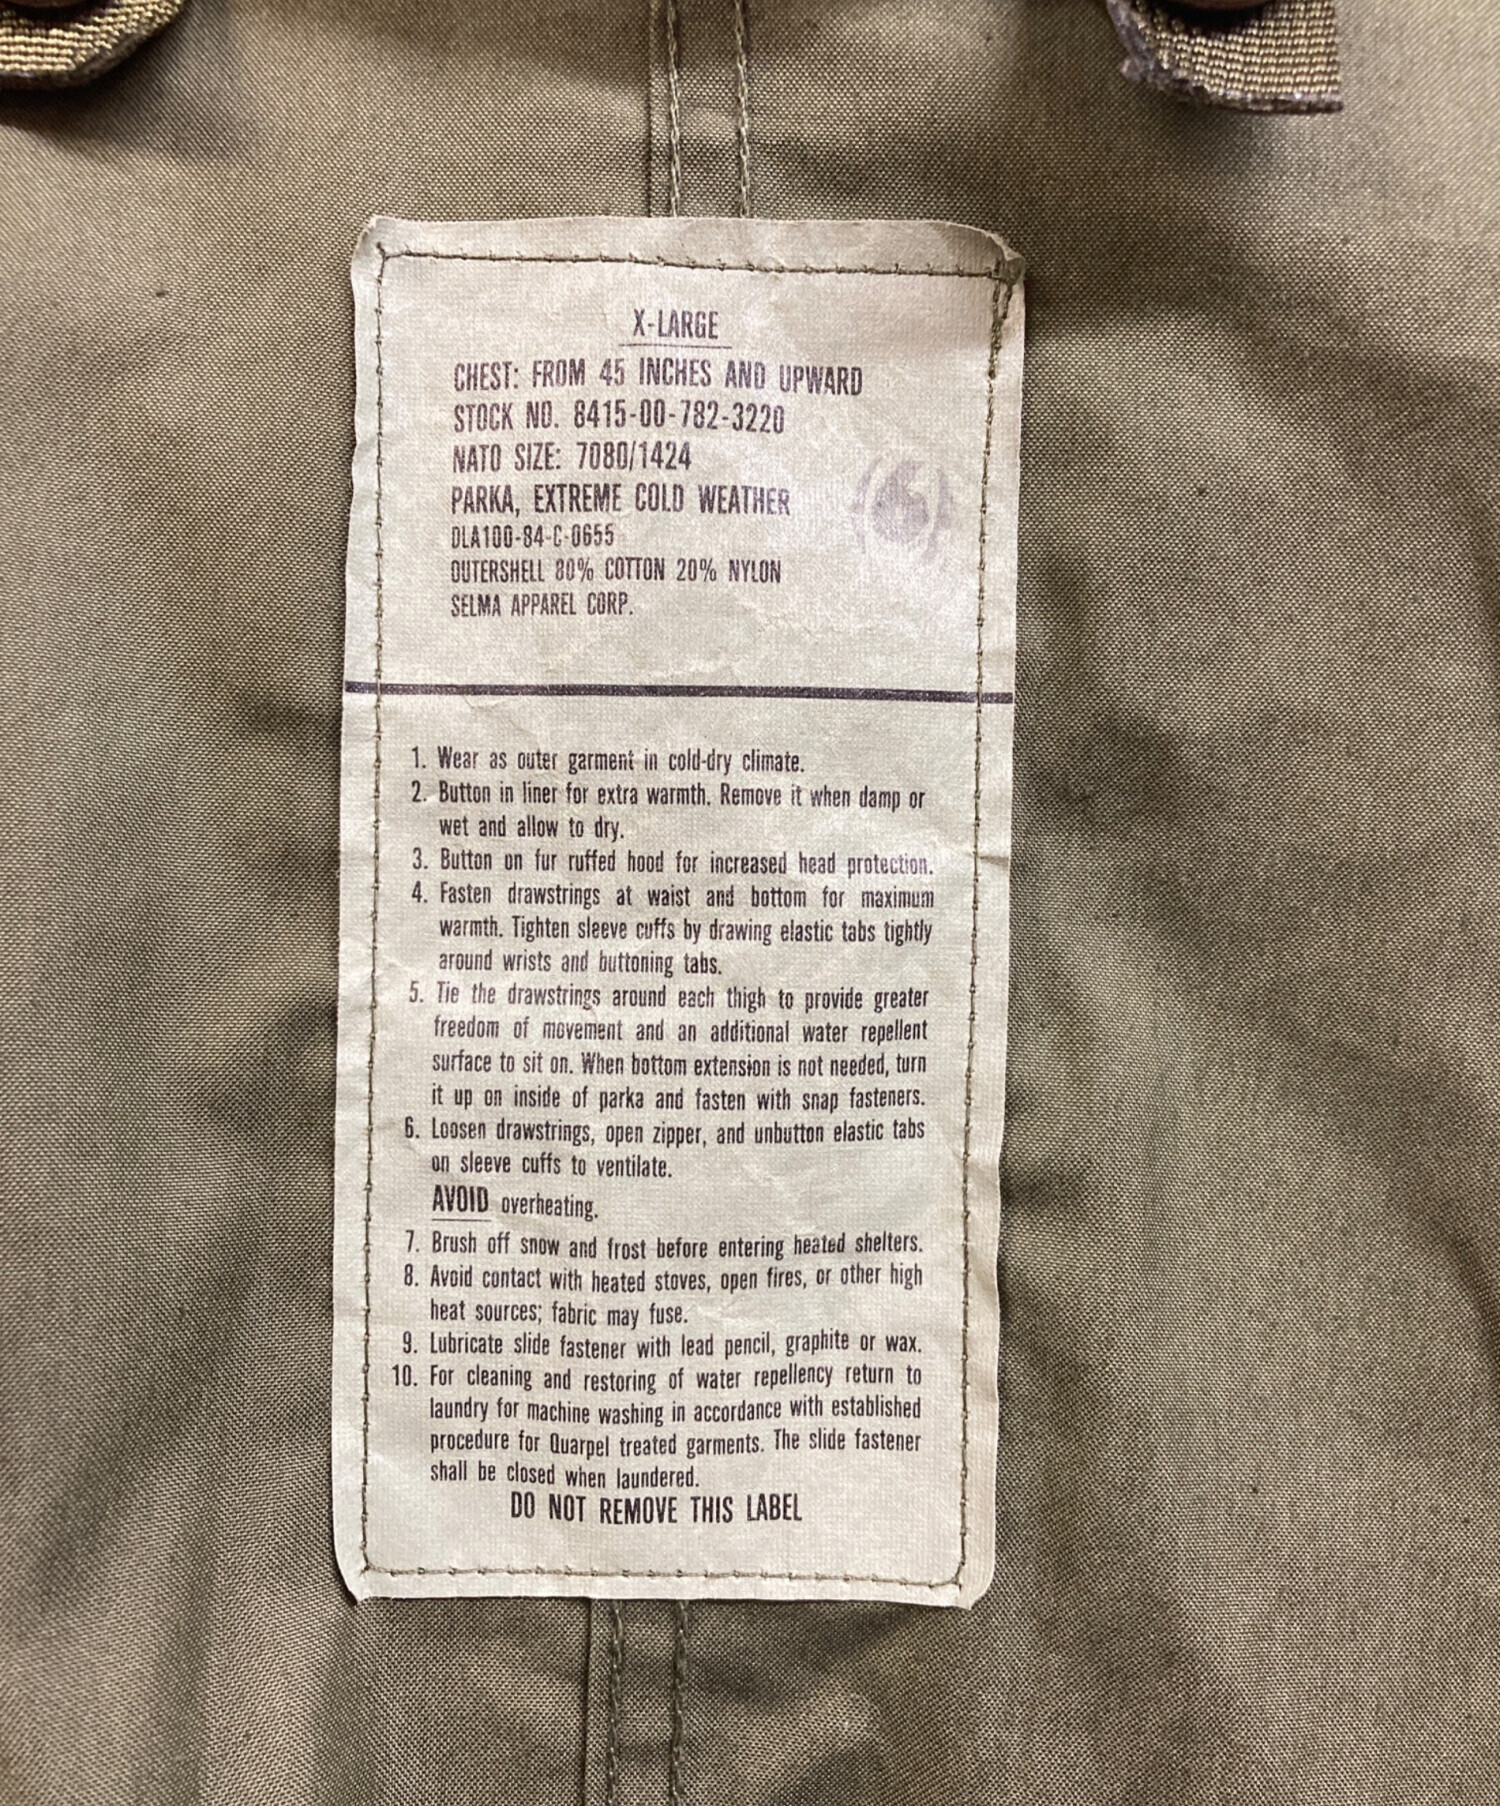 X-LARGE
CHEST: FROM 45 INCHES AND UPWARD
STOCK NO. 8415-00-782-3220
NATO SIZE: 7080/1424
PARKA, EXTREME COLD WEATHER
(6)
DLA100-84-C-0655
OUTERSHELL 80% COTTON 20% NYLON
SELMA APPAREL CORP.
1. Wear as outer garment in cold-dry climate.
2. Button in liner for extra warmth. Remove it when damp or
wet and allow to dry.
3. Button on fur ruffed hood for increased head protection.
4. Fasten drawstrings at waist and bottom for maximum
warmth. Tighten sleeve cuffs by drawing elastic tabs tightly
around wrists and buttoning tabs.
5. Tie the drawstrings around each thigh to provide greater
freedom of movement and an additional water repellent
surface to sit on. When bottom extension is not needed, turn
it up on inside of parka and fasten with snap fasteners.
6. Loosen drawstrings, open zipper, and unbutton elastic tabs
on sleeve cuffs to ventilate.
AVOID overheating.
7. Brush off snow and frost before entering heated shelters.
8. Avoid contact with heated stoves, open fires, or other high
heat sources; fabric may fuse.
9. Lubricate slide fastener with lead pencil, graphite or wax.
10. For cleaning and restoring of water repellency return to
laundry for machine washing in accordance with established
procedure for Quarpel treated garments. The slide fastener
shall be closed when laundered.
DO NOT REMOVE THIS LABEL